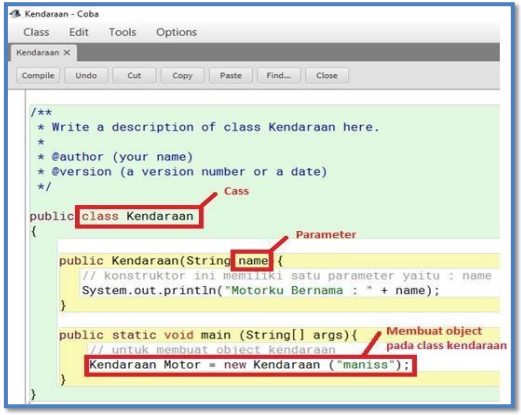 Kendaraan - Coba
Class Edit Tools Options
Kendaraan X
Compile Undo Cut Copy Paste Find... Close
/**
 * Write a description of class Kendaraan here.
 *
 * @author (your name)
 * @version (a version number or a date)
 */
Cass
public class Kendaraan
{
Parameter
public Kendaraan(String name) {
// konstruktor ini memiliki satu parameter yaitu : name
System.out.println("Motorku Bernama : " + name);
}
public static void main (String[] args){
Membuat object
pada class kendaraan
// untuk membuat object kendaraan
Kendaraan Motor = new Kendaraan ("maniss");
}
}